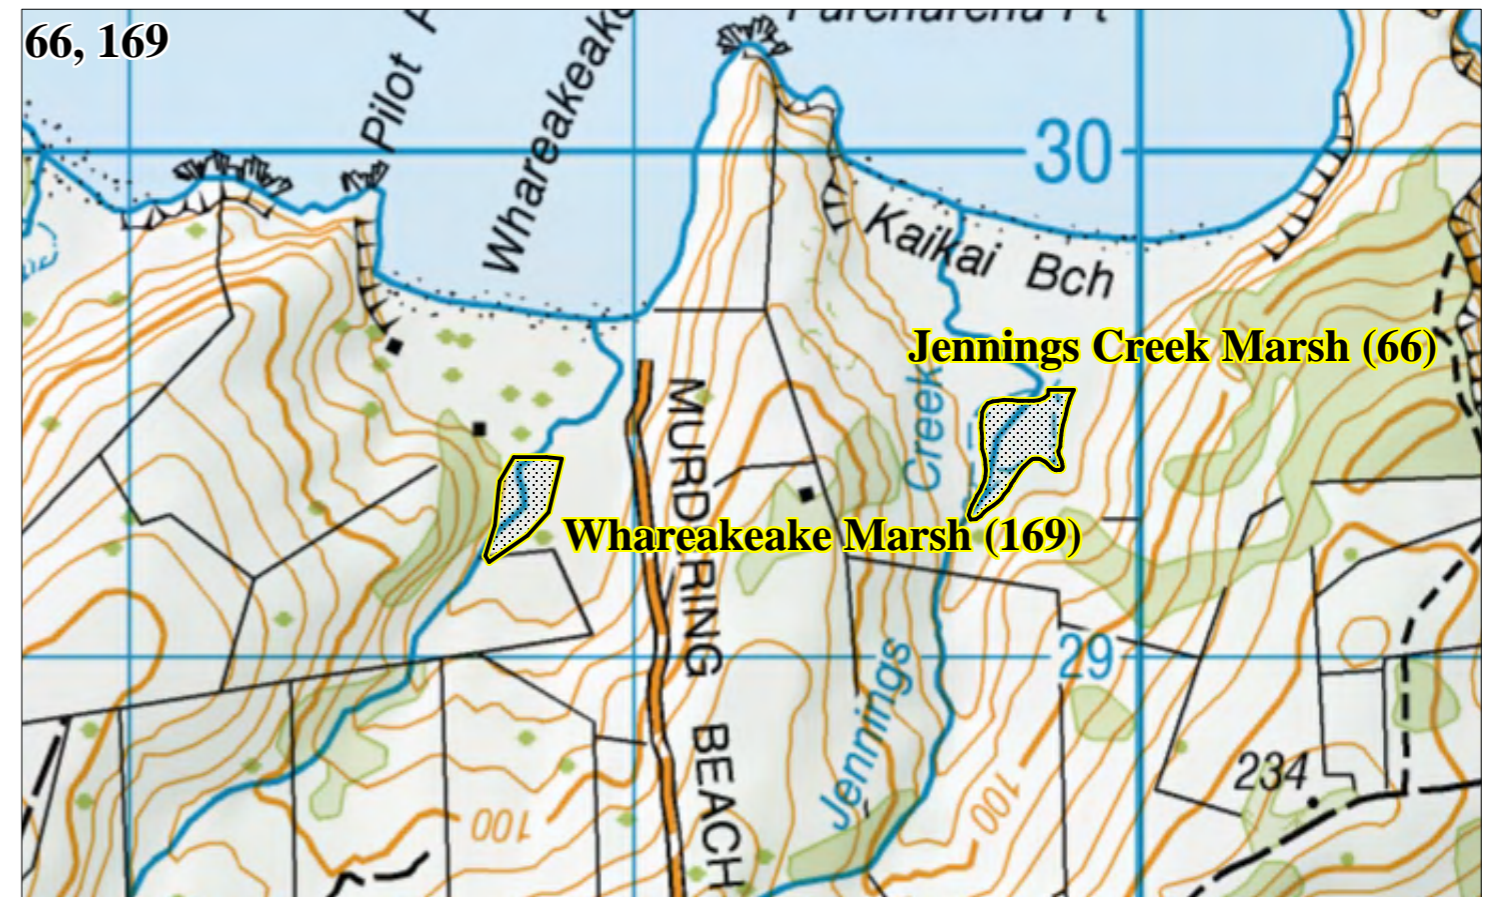 66, 169
Pilot
Whareakeake
30
Kaikai Bch
Jennings Creek Marsh (66)
Whareakeake Marsh (169)
MURDERING BEACH
Jennings Creek
29
234
100
100